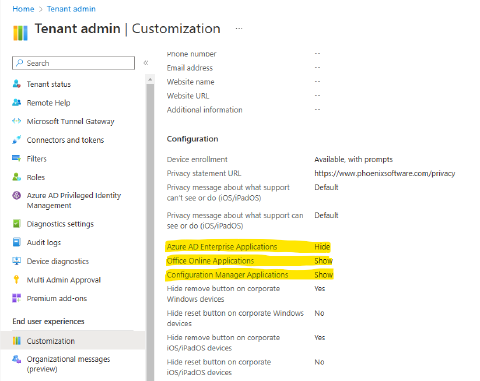 Home > Tenant admin
Tenant admin | Customization ...
Search
«
Tenant status
Remote Help
Microsoft Tunnel Gateway
Connectors and tokens
Filters
Roles
Azure AD Privileged Identity
Management
Diagnostics settings
Audit logs
Device diagnostics
Multi Admin Approval
Premium add-ons
End user experiences
Customization
Organizational messages
(preview)
Phone number --
Email address --
Website name --
Website URL --
Additional information --
Configuration
Device enrollment Available, with prompts
Privacy statement URL https://www.phoenixsoftware.com/privacy
Privacy message about what support Default
can't see or do (iOS/iPadOS)
Privacy message about what support can Default
see or do (iOS/iPadOS)
Azure AD Enterprise Applications Hide
Office Online Applications Show
Configuration Manager Applications Show
Hide remove button on corporate Yes
Windows devices
Hide reset button on corporate Windows No
devices
Hide remove button on corporate Yes
iOS/iPadOS devices
Hide reset button on corporate No
iOS/iPadOS devices